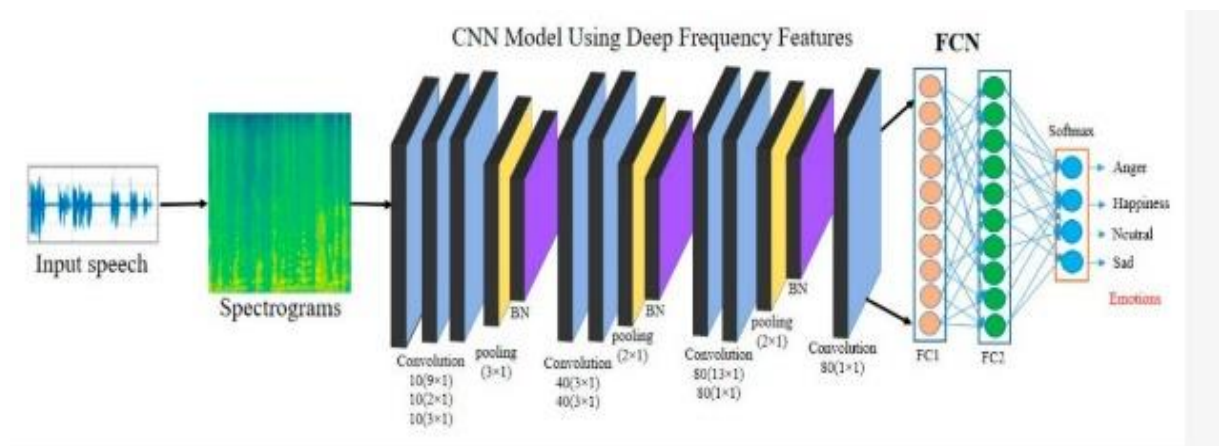 CNN Model Using Deep Frequency Features
FCN
Input speech
Spectrograms
Convolution
10(9×1)
10(2×1)
10(3×1)
pooling
(3×1)
BN
Convolution
40(3×1)
40(3×1)
pooling
(2×1)
BN
Convolution
80(13×1)
80(1×1)
pooling
(2×1)
BN
Convolution
80(1×1)
FC1
FC2
Softmax
Anger
Happiness
Neutral
Sad
Emotions